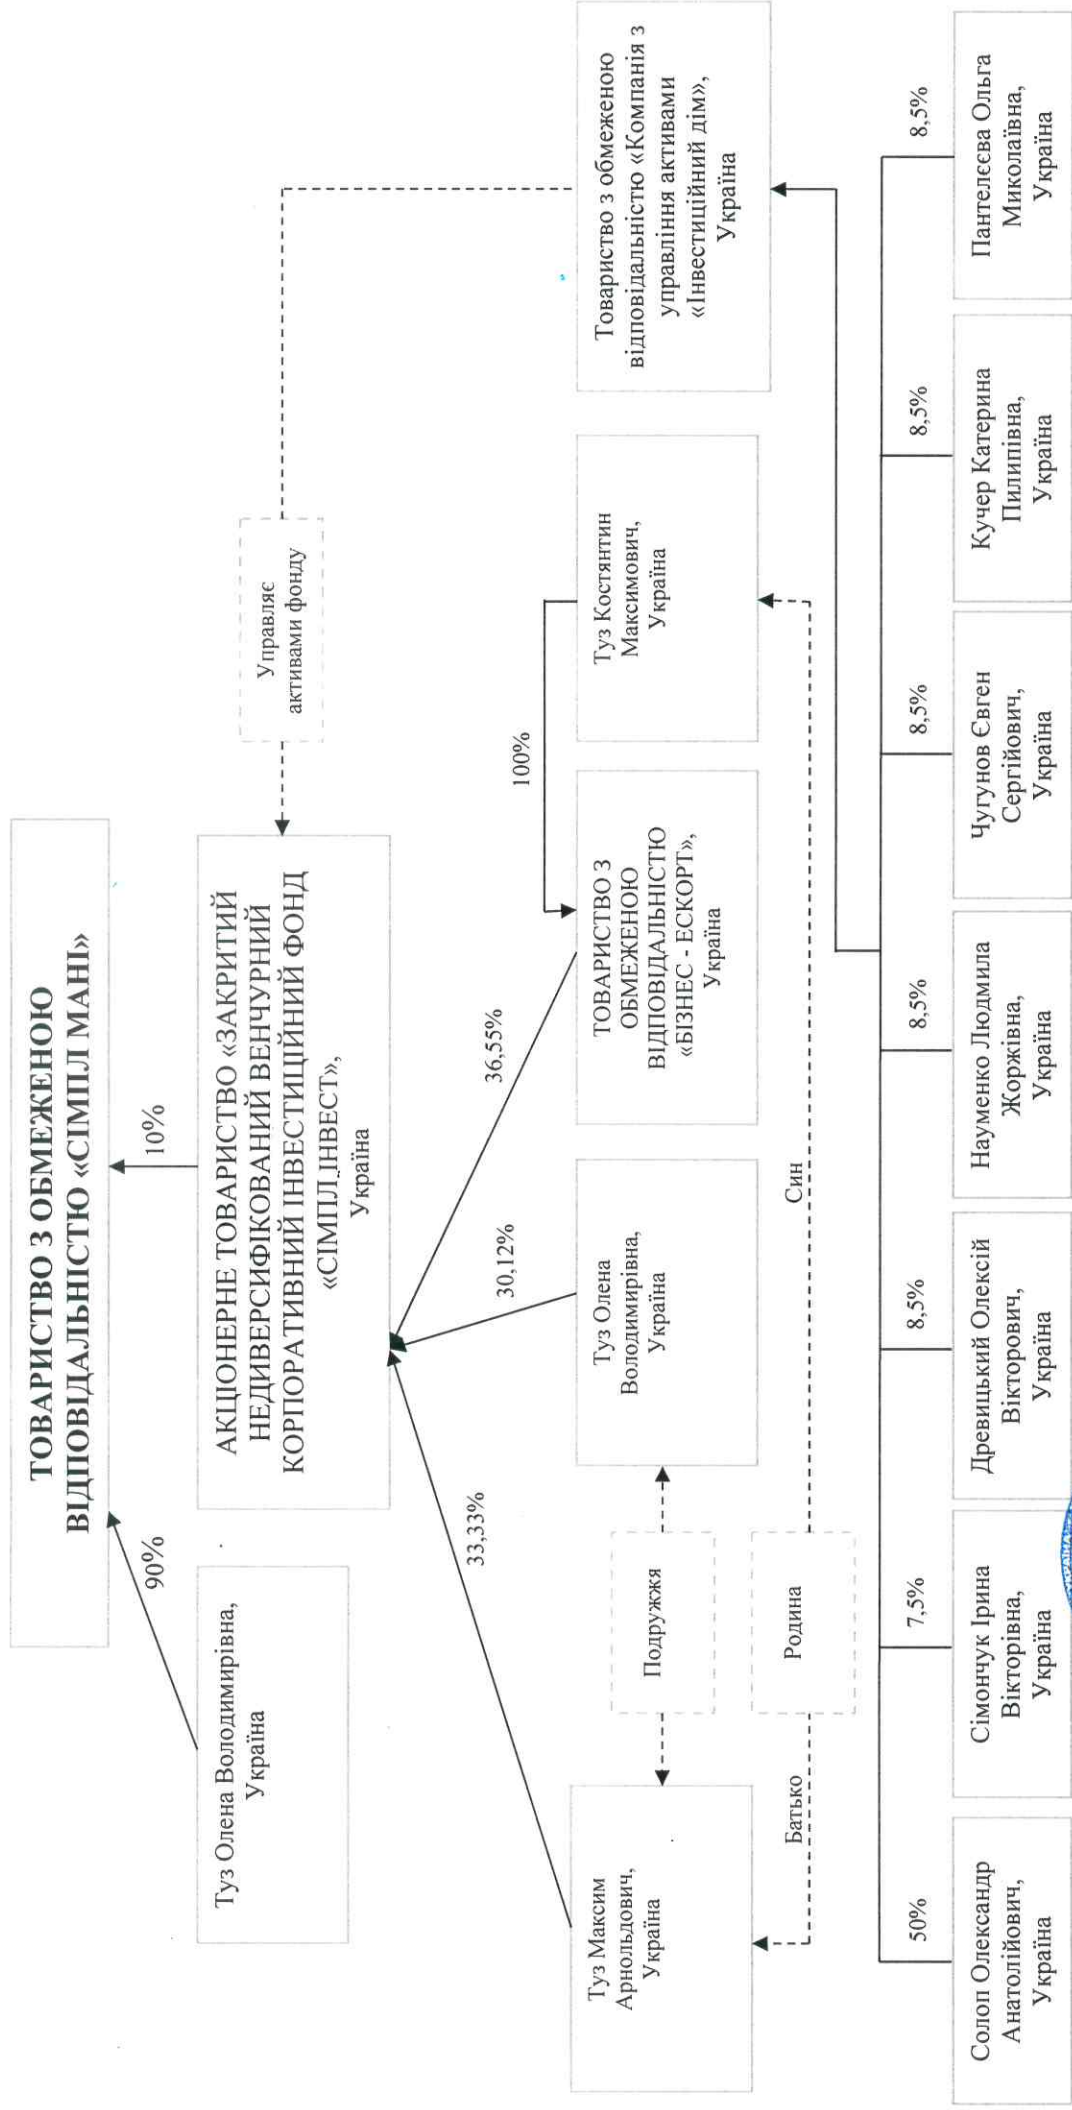 ТОВАРИСТВО З ОБМЕЖЕНОЮ
ВІДПОВІДАЛЬНІСТЮ «СІМПЛ МАНІ»
90%
10%
Туз Олена Володимирівна,
Україна
АКЦІОНЕРНЕ ТОВАРИСТВО «ЗАКРИТИЙ
НЕДИВЕРСИФІКОВАНИЙ ВЕНЧУРНИЙ
КОРПОРАТИВНИЙ ІНВЕСТИЦІЙНИЙ ФОНД
«СІМПЛ ІНВЕСТ»,
Україна
Управляє
активами фонду
33,33%
30,12%
36,55%
100%
Туз Максим
Арнольдович,
Україна
Подружжя
Туз Олена
Володимирівна,
Україна
ТОВАРИСТВО З
ОБМЕЖЕНОЮ
ВІДПОВІДАЛЬНІСТЮ
«БІЗНЕС - ЕСКОРТ»,
Україна
Туз Костянтин
Максимович,
Україна
Товариство з обмеженою
відповідальністю «Компанія з
управління активами
«Інвестиційний дім»,
Україна
Батько
Родина
Син
50%
7,5%
8,5%
8,5%
8,5%
8,5%
8,5%
Солоп Олександр
Анатолійович,
Україна
Сімончук Ірина
Вікторівна,
Україна
Древицький Олексій
Вікторович,
Україна
Науменко Людмила
Жоржівна,
Україна
Чугунов Євген
Сергійович,
Україна
Кучер Катерина
Пилипівна,
Україна
Пантелєєва Ольга
Миколаївна,
Україна
УКРАЇНА